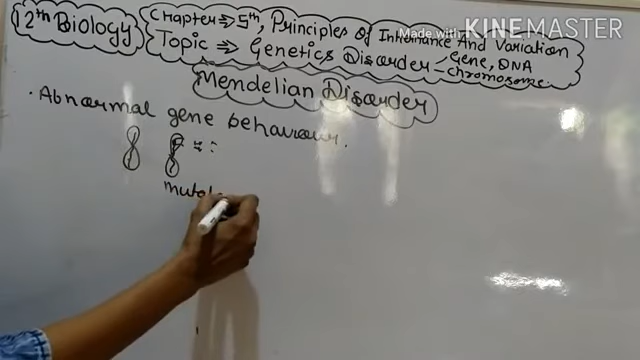 Made with KINEMASTER
12th Biology
Chapter ⇒ 5th, Principles of Inheritance And Variation
Topic ⇒ Genetics Disorder - Gene, DNA
- Chromosome.
Mendelian Disorder
· Abnormal gene behaviour.
mutat